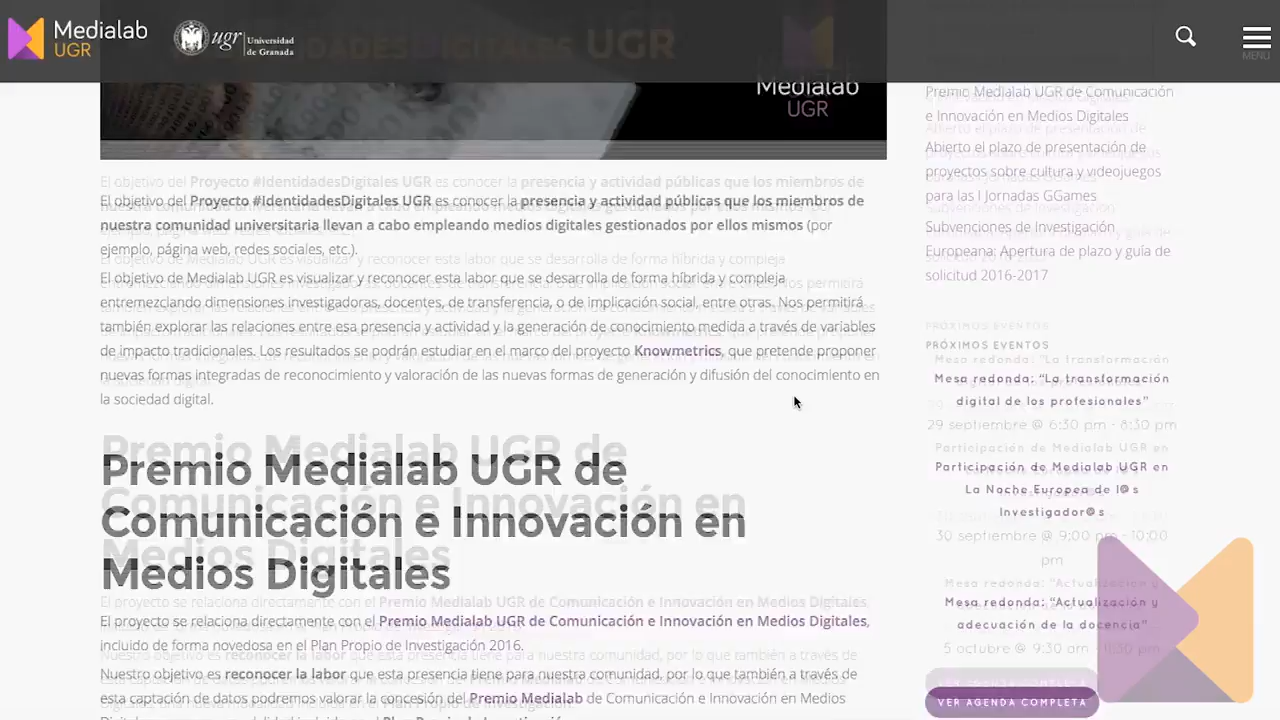 Medialab
UGR
ugr
Universidad
de Granada
UGR
MENÚ
Medialab
UGR
El objetivo del Proyecto #IdentidadesDigitales UGR es conocer la presencia y actividad públicas que los miembros de
nuestra comunidad universitaria llevan a cabo empleando medios digitales gestionados por ellos mismos (por
ejemplo, página web, redes sociales, etc.).
El objetivo de Medialab UGR es visualizar y reconocer esta labor que se desarrolla de forma híbrida y compleja
entremezclando dimensiones investigadoras, docentes, de transferencia, o de implicación social, entre otras. Nos permitirá
también explorar las relaciones entre esa presencia y actividad y la generación de conocimiento medida a través de variables
de impacto tradicionales. Los resultados se podrán estudiar en el marco del proyecto Knowmetrics, que pretende proponer
nuevas formas integradas de reconocimiento y valoración de las nuevas formas de generación y difusión del conocimiento en
la sociedad digital.
Premio Medialab UGR de
Comunicación e Innovación en
Medios Digitales
El proyecto se relaciona directamente con el Premio Medialab UGR de Comunicación e Innovación en Medios Digitales,
incluido de forma novedosa en el Plan Propio de Investigación 2016.
Nuestro objetivo es reconocer la labor que esta presencia tiene para nuestra comunidad, por lo que también a través de
esta captación de datos podremos valorar la concesión del Premio Medialab de Comunicación e Innovación en Medios
Premio Medialab UGR de Comunicación
e Innovación en Medios Digitales
Abierto el plazo de presentación de
proyectos sobre cultura y videojuegos
para las I Jornadas GGames
Subvenciones de Investigación
Europeana: Apertura de plazo y guía de
solicitud 2016-2017
PRÓXIMOS EVENTOS
Mesa redonda: “La transformación
digital de los profesionales”
29 septiembre @ 6:30 pm - 8:30 pm
Participación de Medialab UGR en
La Noche Europea de l@s
Investigador@s
30 septiembre @ 9:00 pm - 10:00
pm
Mesa redonda: “Actualización y
adecuación de la docencia”
5 octubre @ 9:30 am - 8:30 pm
VER AGENDA COMPLETA